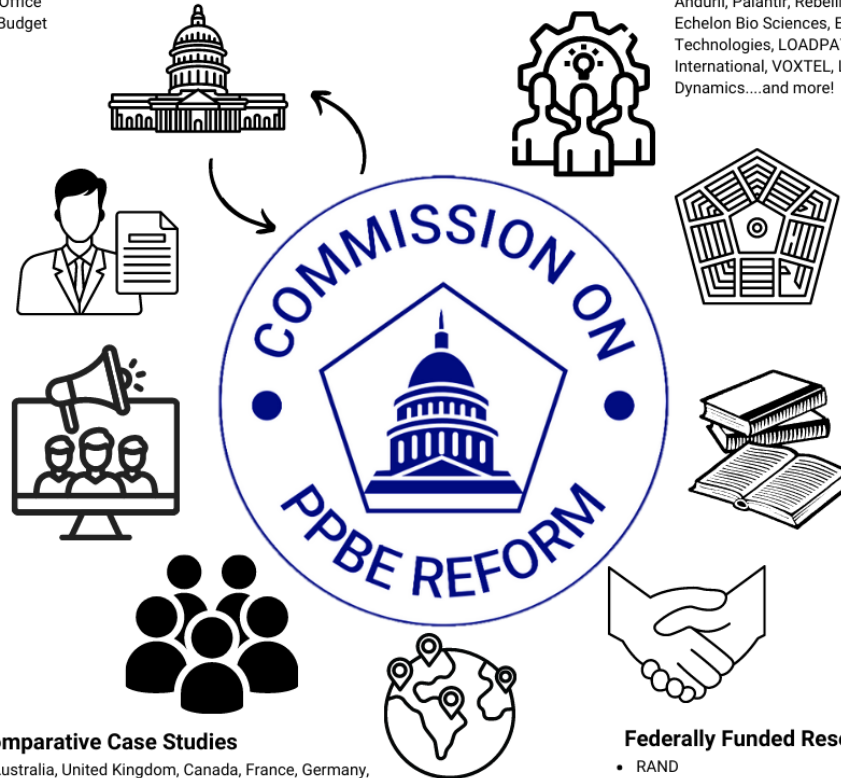 Office
Budget
Anduril, Palantir, Rebelli
Echelon Bio Sciences, E
Technologies, LOADPA
International, VOXTEL, L
Dynamics....and more!
COMMISSION ON
PPBE REFORM
omparative Case Studies
ustralia, United Kingdom, Canada, France, Germany,
Federally Funded Rese
• RAND